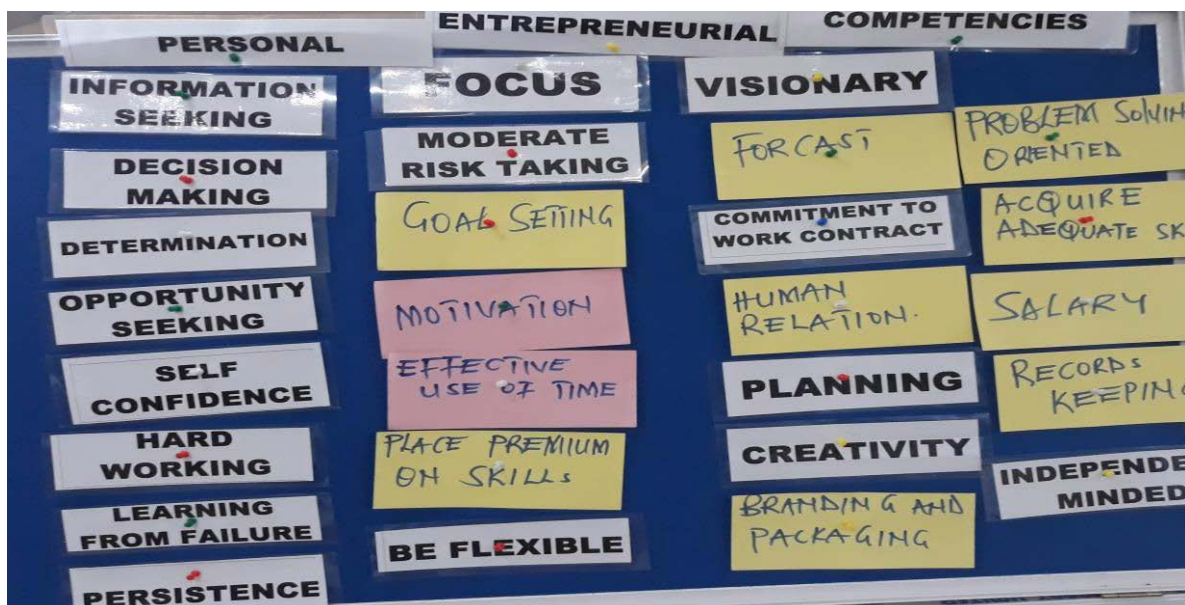 PERSONAL
ENTREPRENEURIAL
COMPETENCIES
INFORMATION
SEEKING
DECISION
MAKING
DETERMINATION
OPPORTUNITY
SEEKING
SELF
CONFIDENCE
HARD
WORKING
LEARNING
FROM FAILURE
PERSISTENCE
FOCUS
MODERATE
RISK TAKING
GOAL SETTING
MOTIVATION
EFFECTIVE
USE OF TIME
PLACE PREMIUM
ON SKILLS
BE FLEXIBLE
VISIONARY
FORCAST
COMMITMENT TO
WORK CONTRACT
HUMAN
RELATION.
PLANNING
CREATIVITY
BRANDING AND
PACKAGING
PROBLEM SOLVIN
ORIENTED
ACQUIRE
ADEQUATE SK
SALARY
RECORDS
KEEPING
INDEPENDE
MINDED